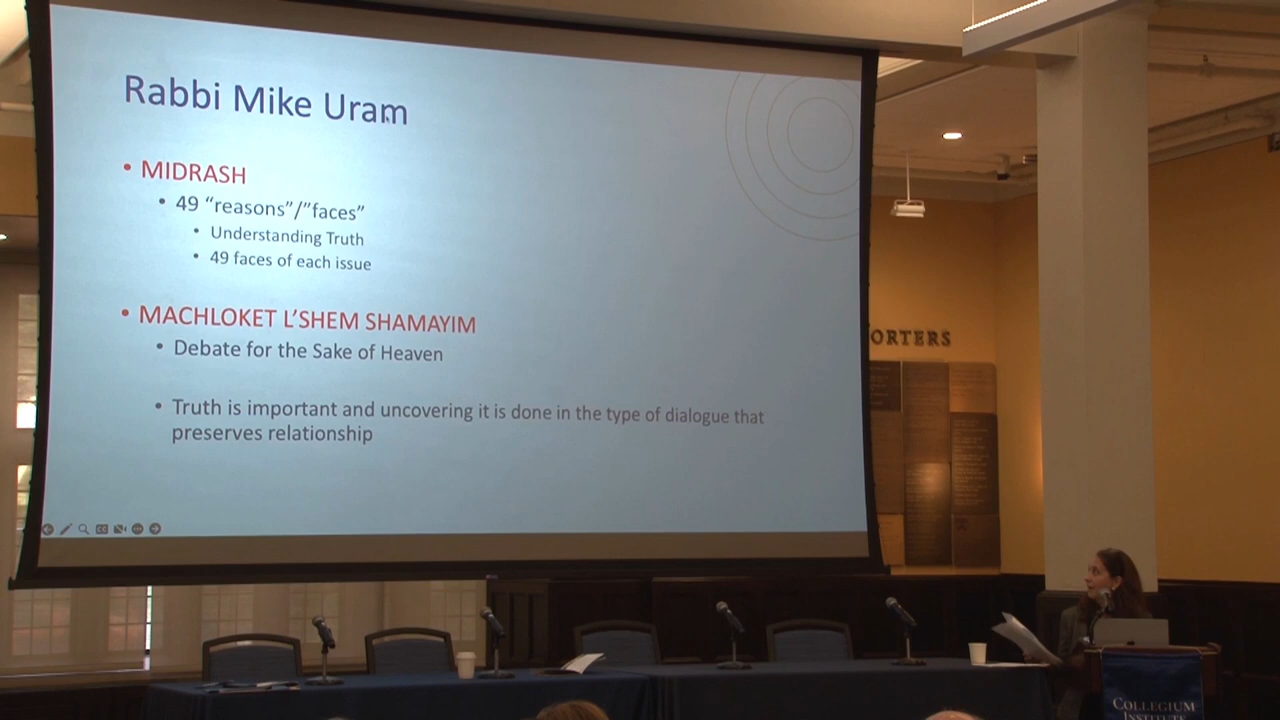 Rabbi Mike Uram
• MIDRASH
• 49 “reasons”/”faces”
• Understanding Truth
• 49 faces of each issue
• MACHLOKET L’SHEM SHAMAYIM
• Debate for the Sake of Heaven
• Truth is important and uncovering it is done in the type of dialogue that
preserves relationship
ORTERS
COLLEGIUM